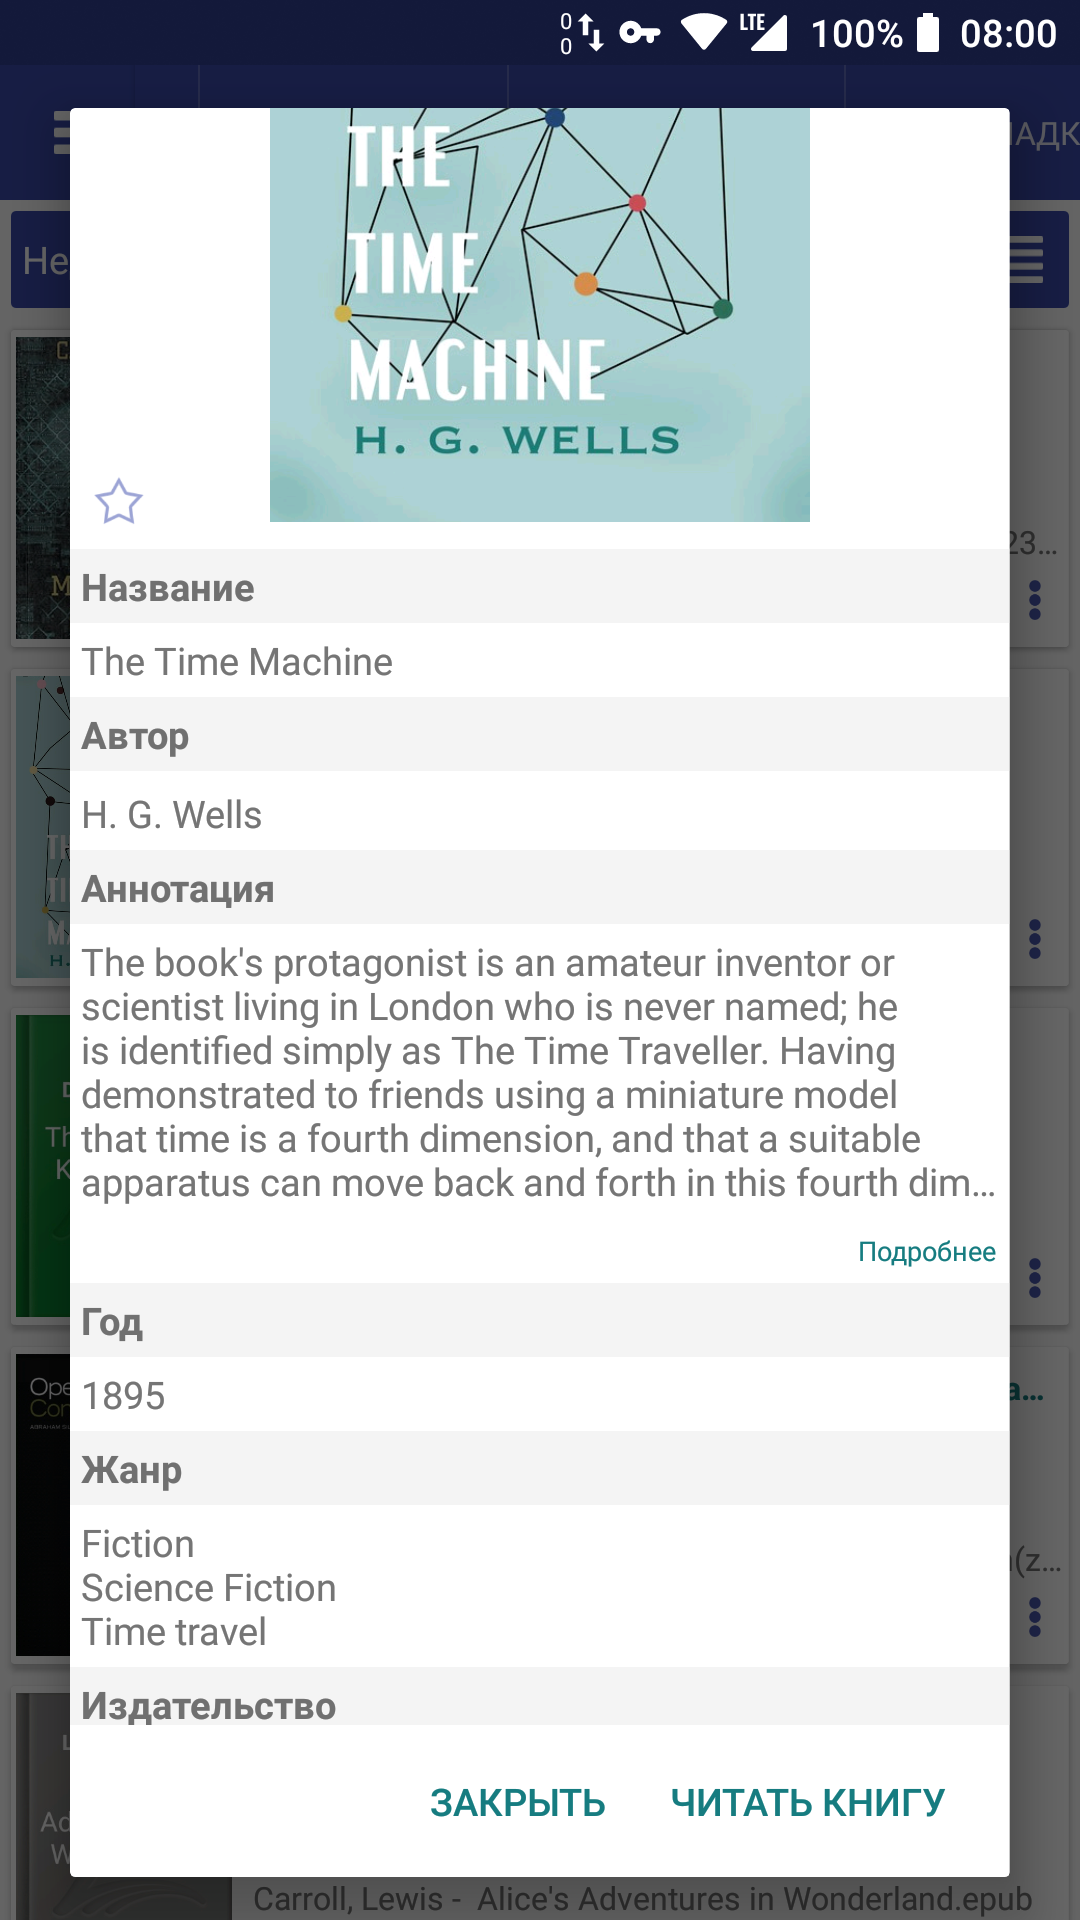 0
0
LTE
100%
08:00
THE
TIME
MACHINE
H. G. WELLS
Название
The Time Machine
Автор
H. G. Wells
Аннотация
The book's protagonist is an amateur inventor or
scientist living in London who is never named; he
is identified simply as The Time Traveller. Having
demonstrated to friends using a miniature model
that time is a fourth dimension, and that a suitable
apparatus can move back and forth in this fourth dim...
Подробнее
Год
1895
Жанр
Fiction
Science Fiction
Time travel
Издательство
ЗАКРЫТЬ
ЧИТАТЬ КНИГУ
Carroll, Lewis - Alice's Adventures in Wonderland.epub